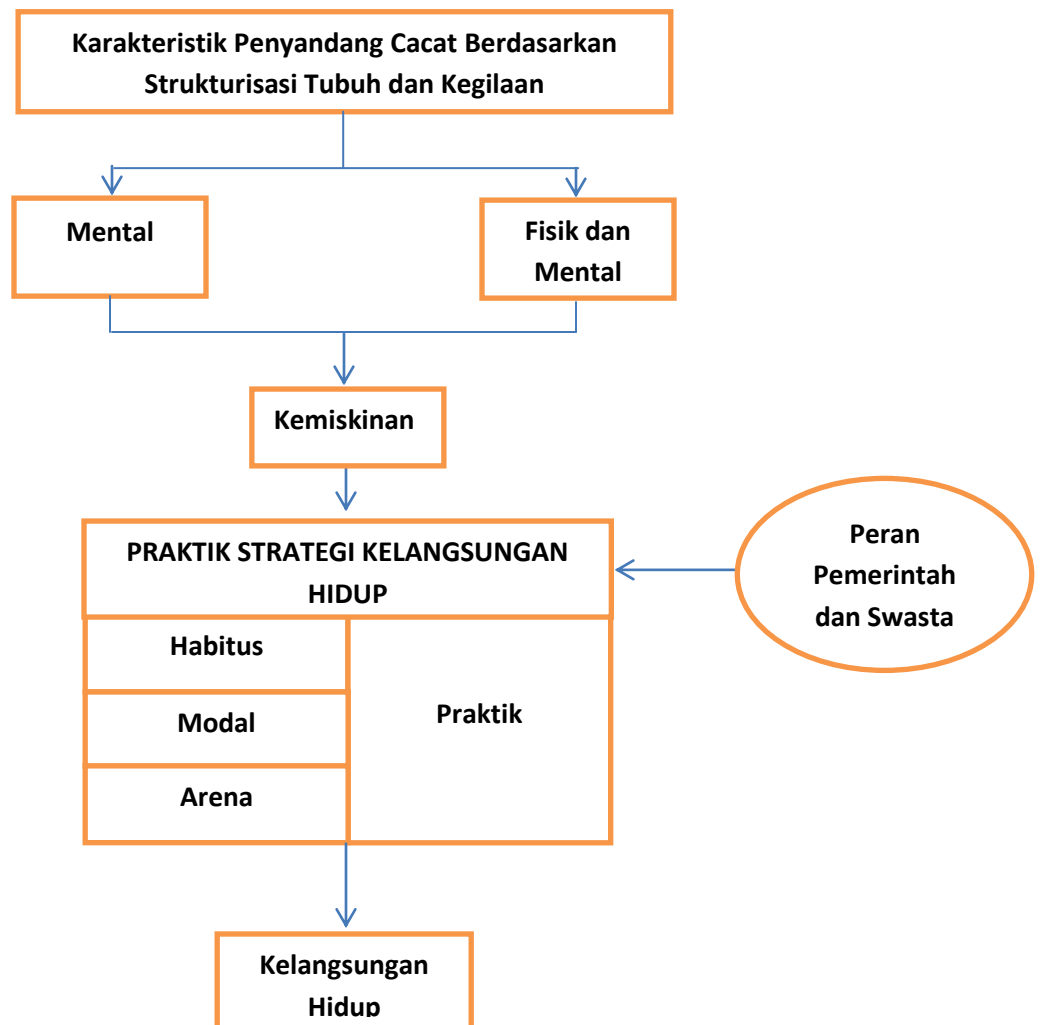 Karakteristik Penyandang Cacat Berdasarkan
Strukturisasi Tubuh dan Kegilaan
Mental
Fisik dan
Mental
Kemiskinan
PRAKTIK STRATEGI KELANGSUNGAN
HIDUP
Peran
Pemerintah
dan Swasta
Habitus
Modal
Arena
Praktik
Kelangsungan
Hidup